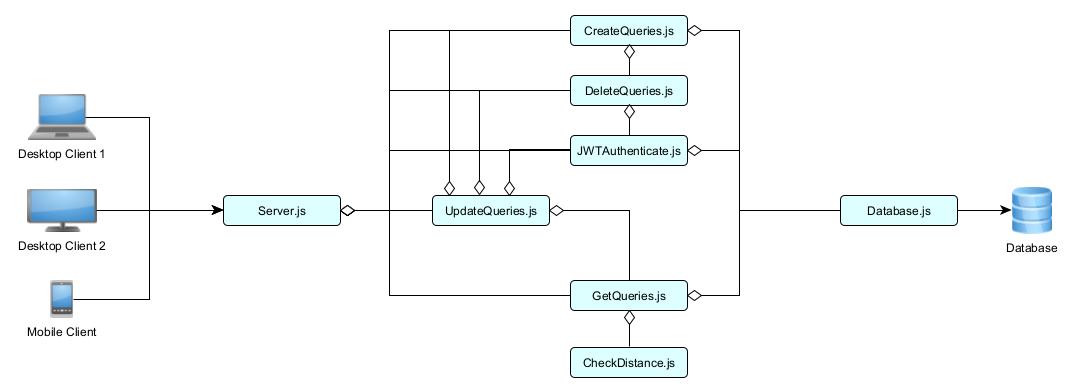 CreateQueries.js
DeleteQueries.js
Desktop Client 1
JWTAuthenticate.js
Server.js
UpdateQueries.js
Database.js
Desktop Client 2
Database
GetQueries.js
Mobile Client
CheckDistance.js